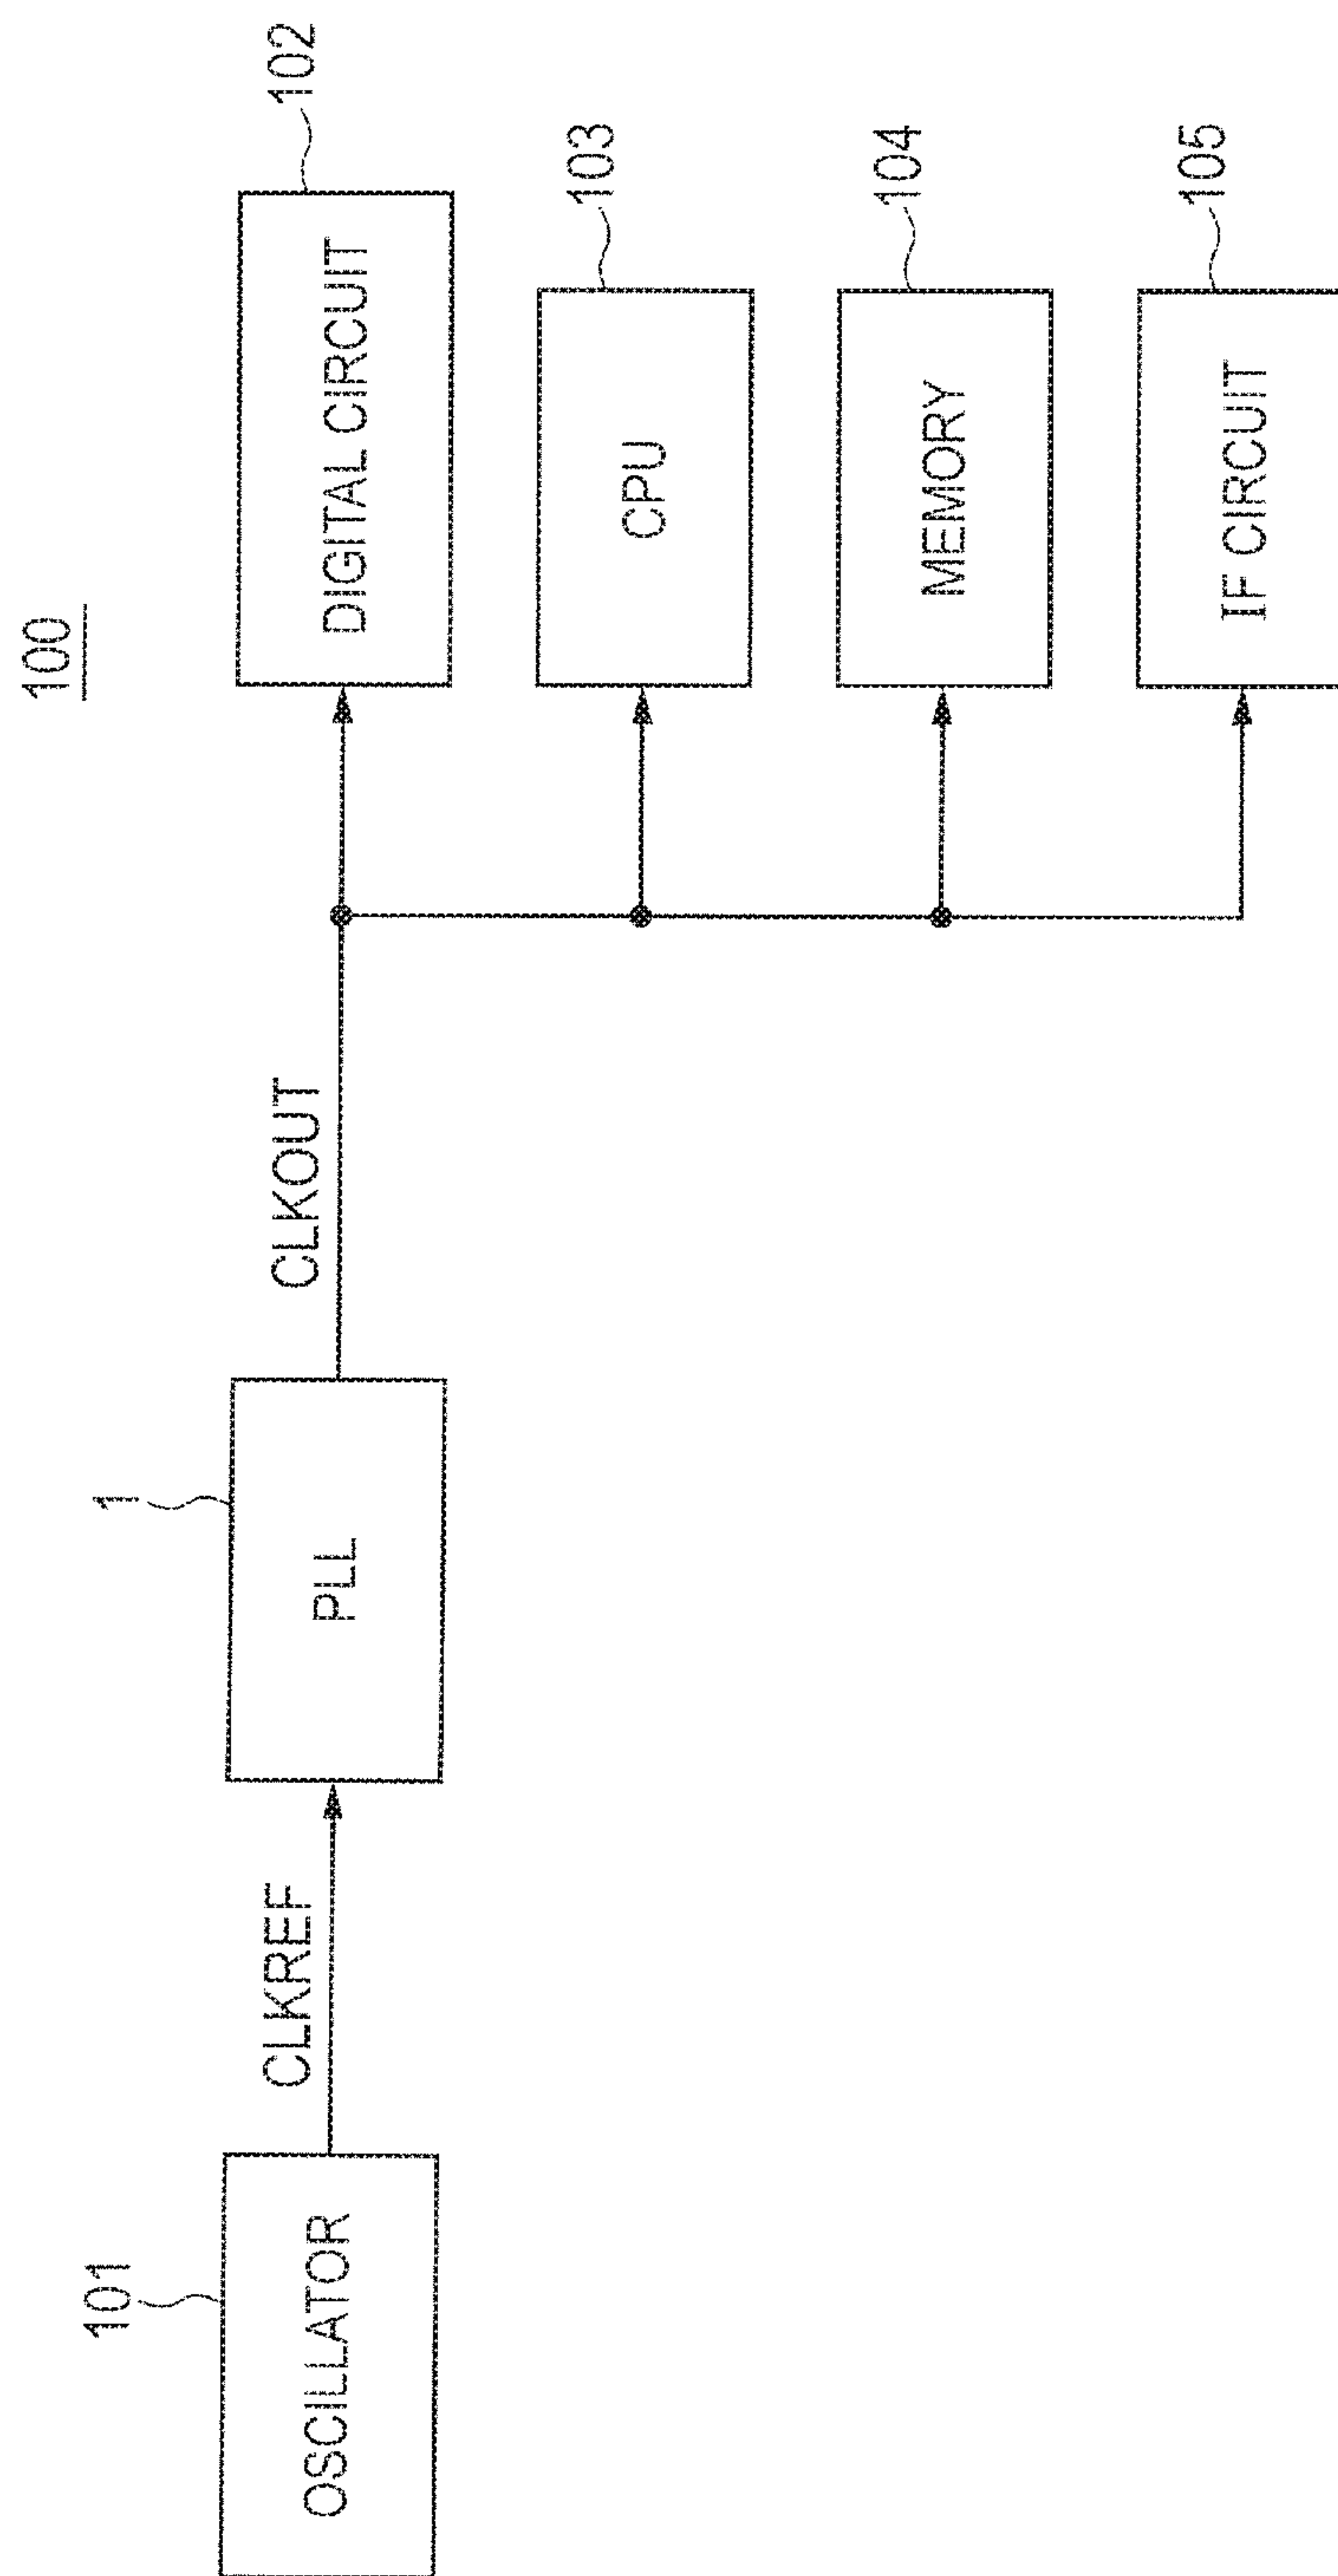 100
101
OSCILLATOR
CLKREF
1
PLL
CLKOUT
102
DIGITAL CIRCUIT
103
CPU
104
MEMORY
105
IF CIRCUIT